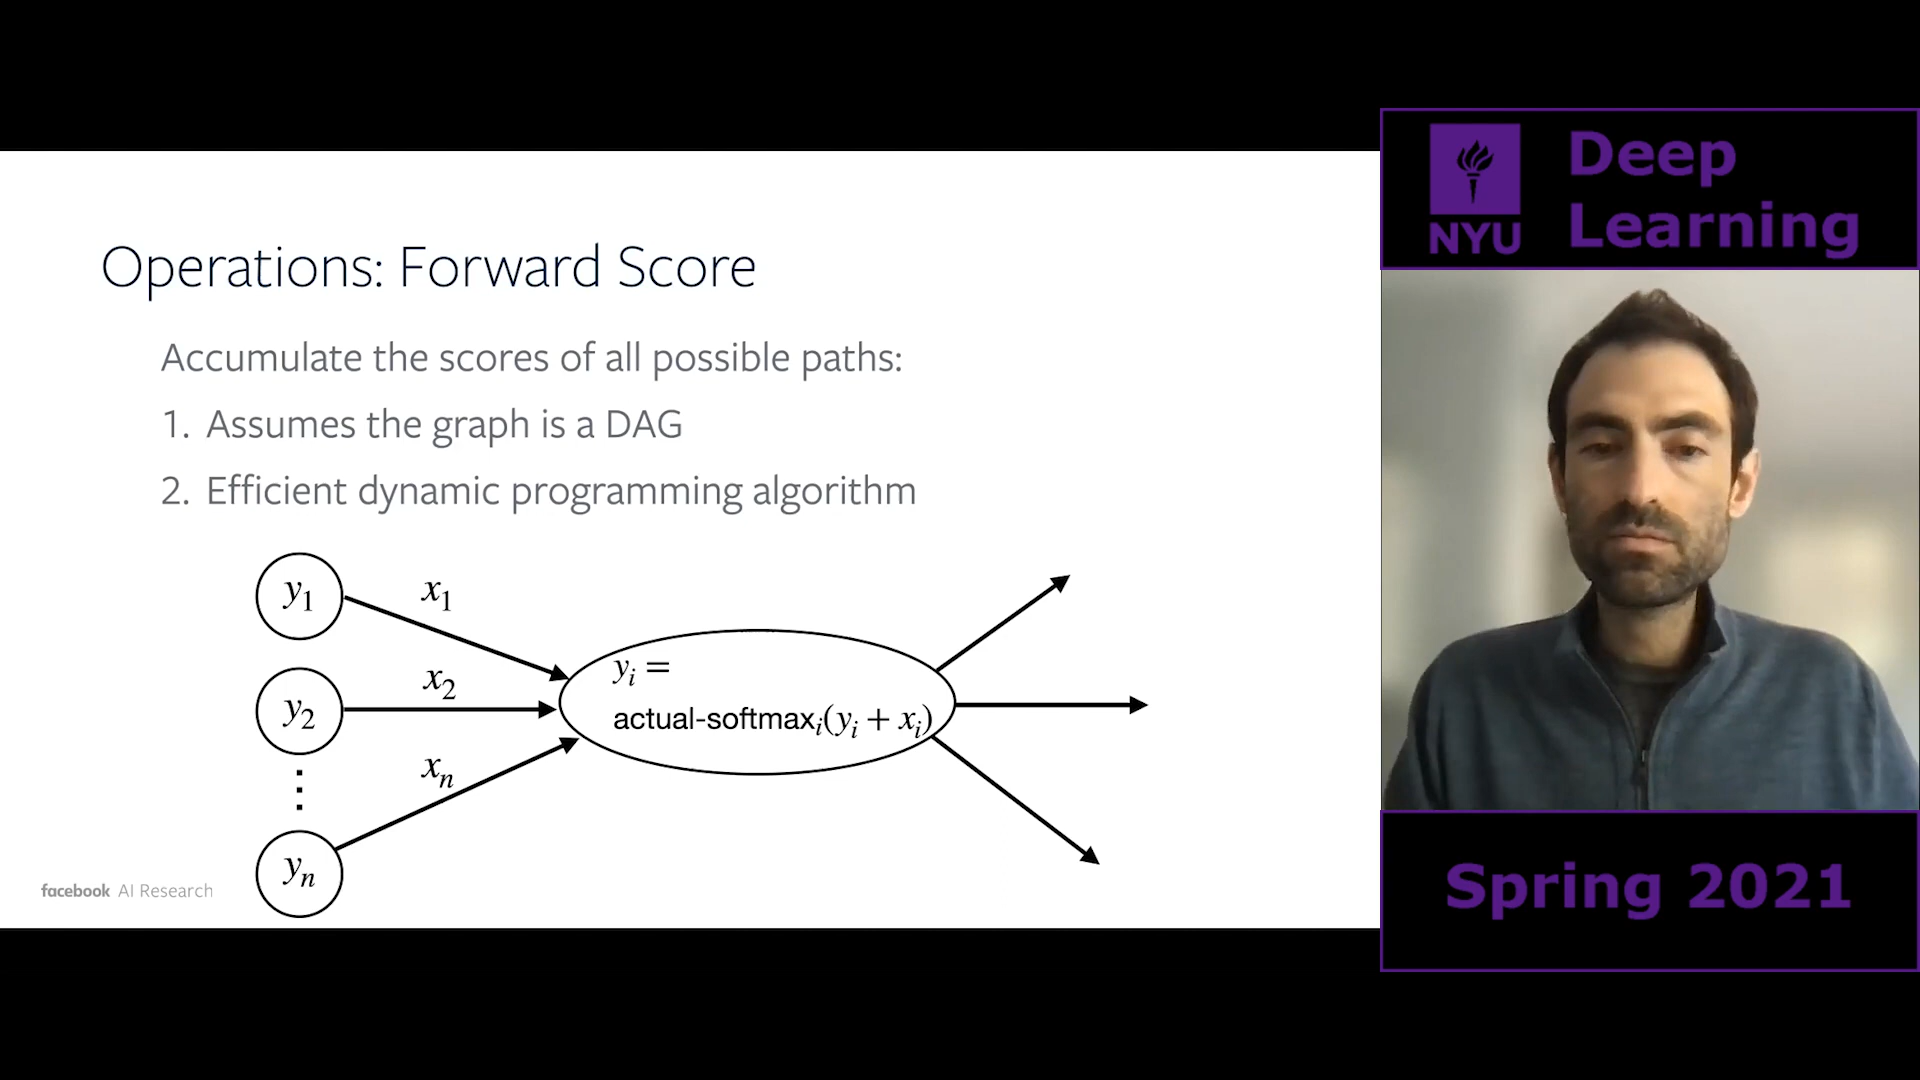 Operations: Forward Score
Accumulate the scores of all possible paths:
1. Assumes the graph is a DAG
2. Efficient dynamic programming algorithm
y₁
x₁
y₂
x₂
⋮
xₙ
yₙ
yᵢ =
actual-softmaxᵢ(yᵢ + xᵢ)
facebook AI Research
NYU
Deep
Learning
Spring 2021